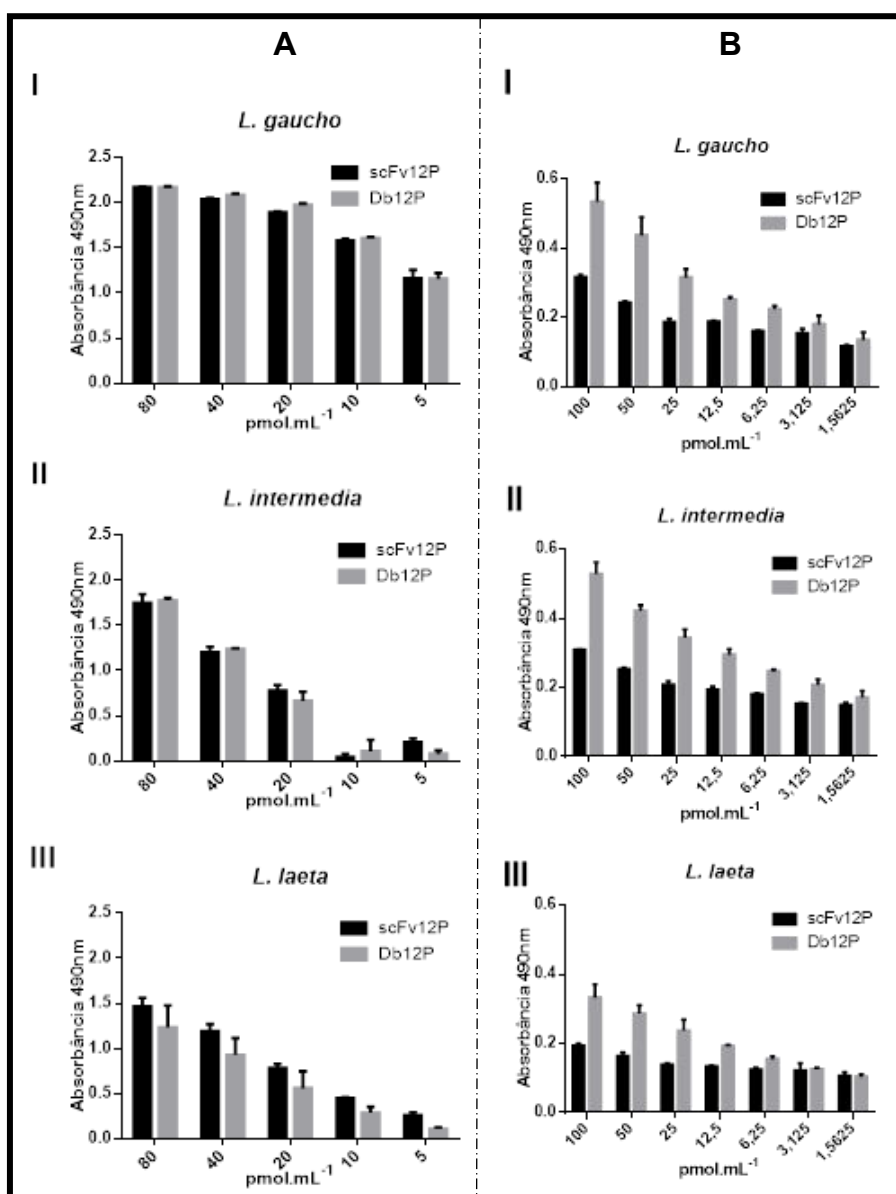 A
I
L. gaucho
scFv12P
Db12P
Absorbância 490nm
2.5
2.0
1.5
1.0
0.5
0.0
80 40 20 10 5
pmol.mL⁻¹
II
L. intermedia
scFv12P
Db12P
Absorbância 490nm
2.5
2.0
1.5
1.0
0.5
0.0
80 40 20 10 5
pmol.mL⁻¹
III
L. laeta
scFv12P
Db12P
Absorbância 490nm
2.5
2.0
1.5
1.0
0.5
0.0
80 40 20 10 5
pmol.mL⁻¹
B
I
L. gaucho
scFv12P
Db12P
Absorbância 490nm
0.6
0.4
0.2
0.0
100 50 25 12,5 6,25 3,125 1,5625
pmol.mL⁻¹
II
L. intermedia
scFv12P
Db12P
Absorbância 490nm
0.6
0.4
0.2
0.0
100 50 25 12,5 6,25 3,125 1,5625
pmol.mL⁻¹
III
L. laeta
scFv12P
Db12P
Absorbância 490nm
0.6
0.4
0.2
0.0
100 50 25 12,5 6,25 3,125 1,5625
pmol.mL⁻¹